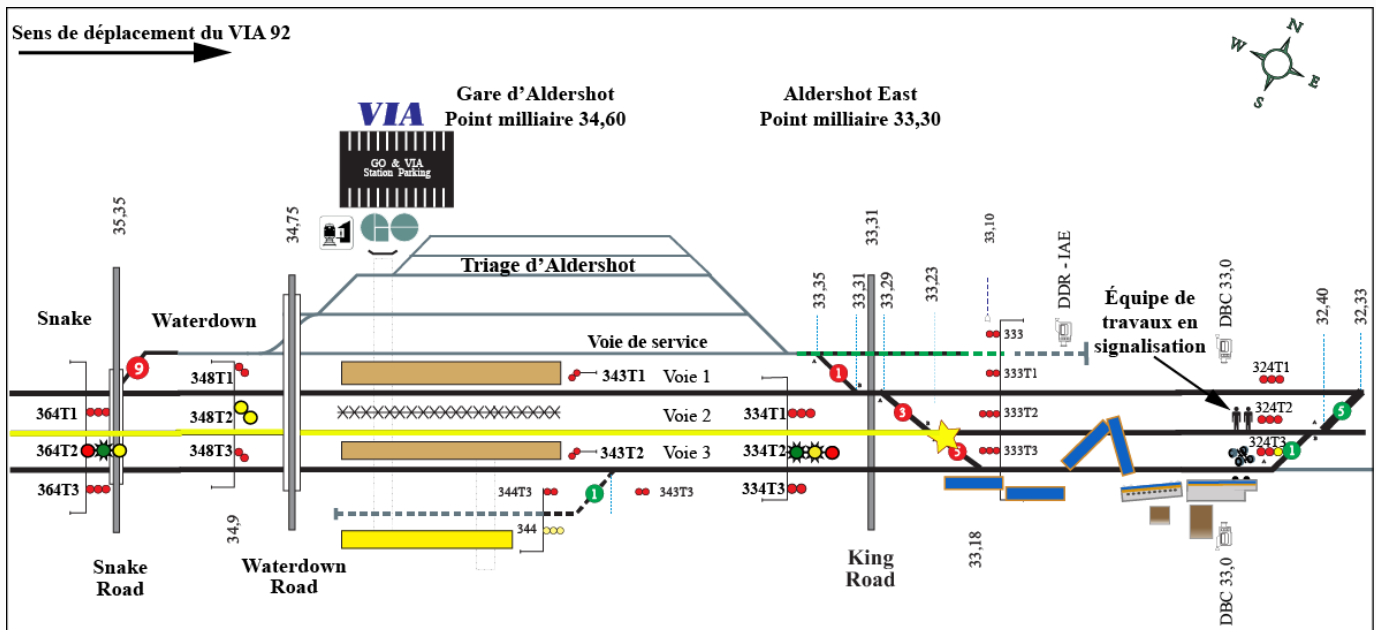 Sens de déplacement du VIA 92
N
W
E
S
VIA
Gare d'Aldershot
Point milliaire 34,60
Aldershot East
Point milliaire 33,30
GO & VIA
Station Parking
GO
35,35
34,75
33,35
33,31
33,31
33,29
33,23
33,10
DDR - IAE
DBC 33,0
32,40
32,33
Triage d'Aldershot
Équipe de
travaux en
signalisation
Snake
Waterdown
Voie de service
333
9
348T1
343T1
Voie 1
1
333T1
324T1
364T1
348T2
Voie 2
334T1
3
333T2
324T2
5
364T2
348T3
343T2
Voie 3
334T2
5
333T3
324T3
1
364T3
344T3
1
343T3
334T3
344
34,9
33,18
Snake
Road
Waterdown
Road
King
Road
DBC 33,0